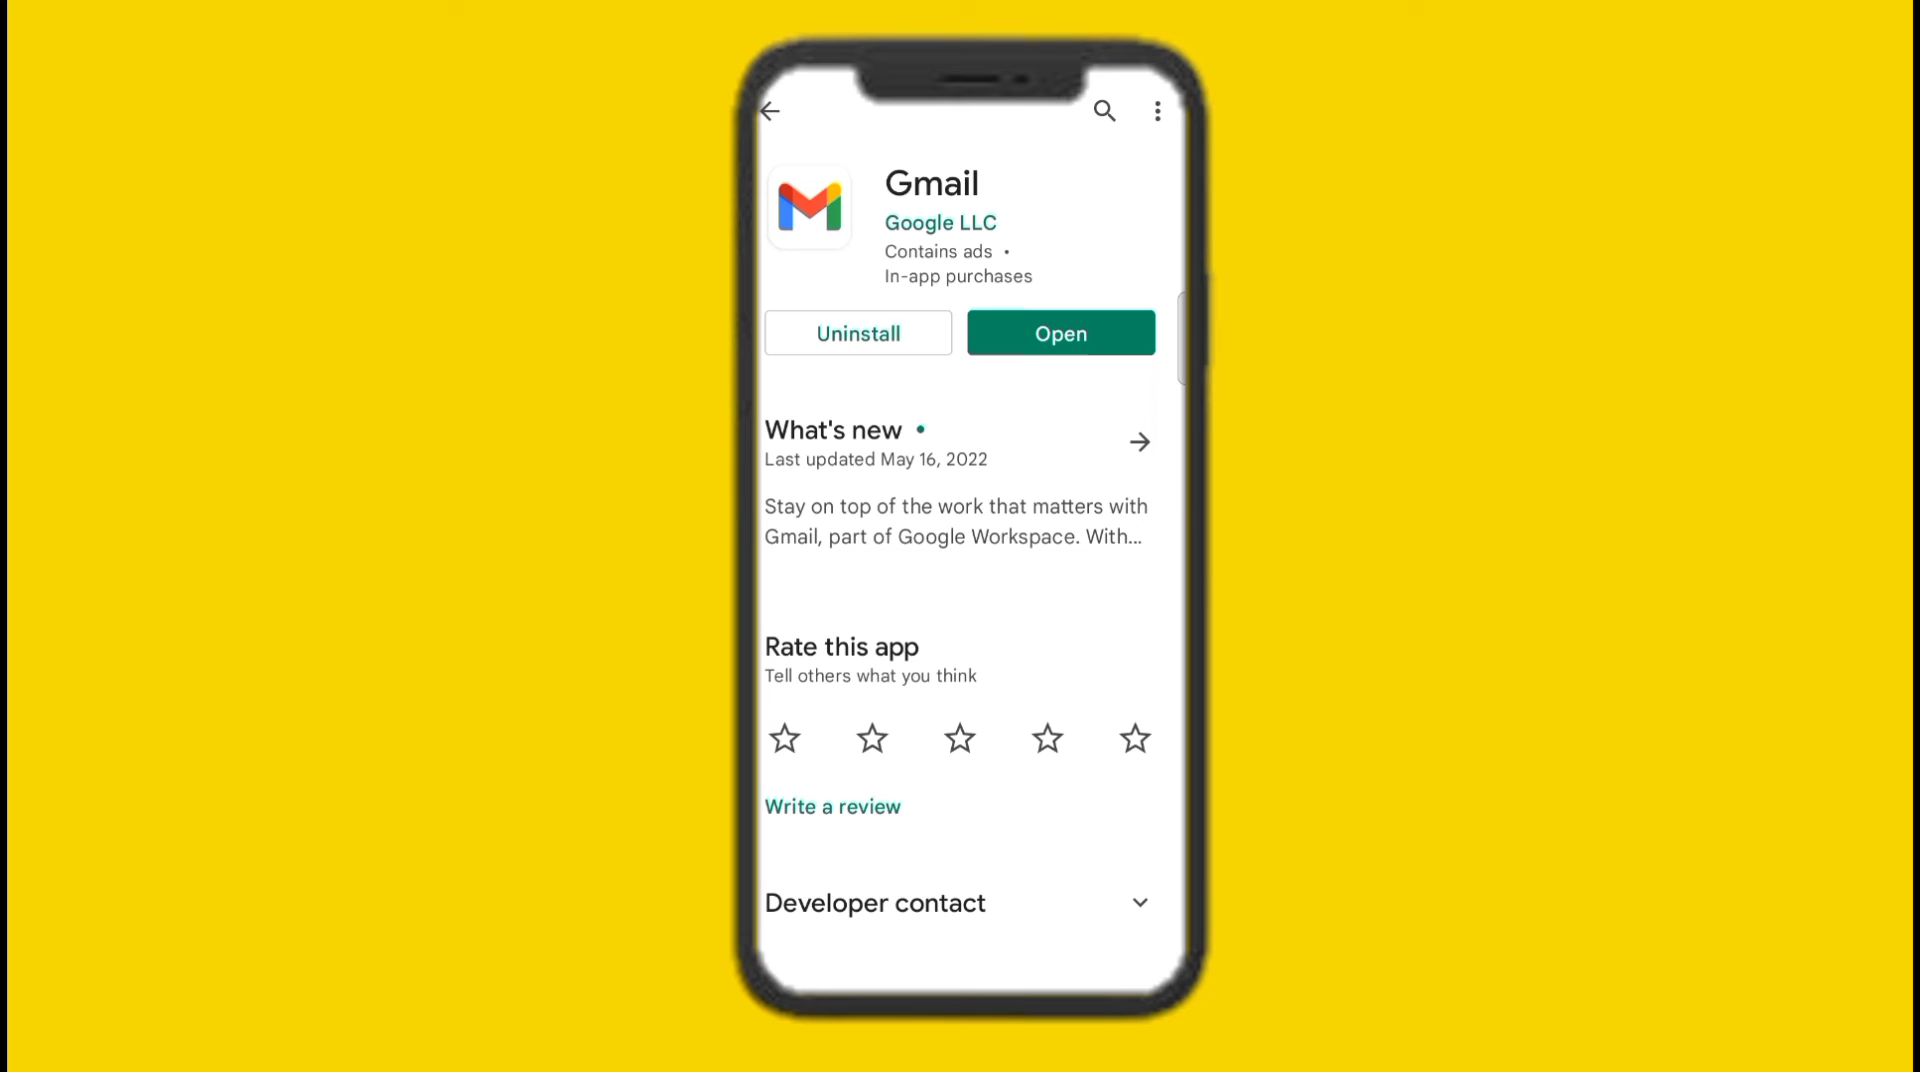 Gmail
Google LLC
Contains ads •
In-app purchases
Uninstall
Open
What's new •
Last updated May 16, 2022
Stay on top of the work that matters with
Gmail, part of Google Workspace. With...
Rate this app
Tell others what you think
Write a review
Developer contact